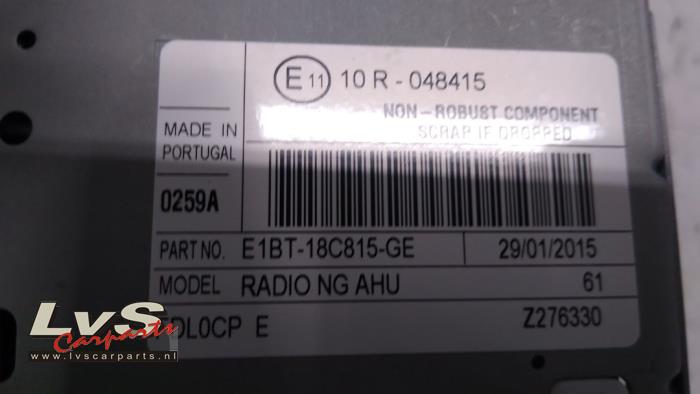 E 11 10 R - 048415
NON-ROBUST COMPONENT
SCRAP IF DROPPED
MADE IN
PORTUGAL
0259A
PART NO. E1BT-18C815-GE 29/01/2015
MODEL RADIO NG AHU 61
DL0CP E Z276330
LvS
Carparts
www.lvscarparts.nl